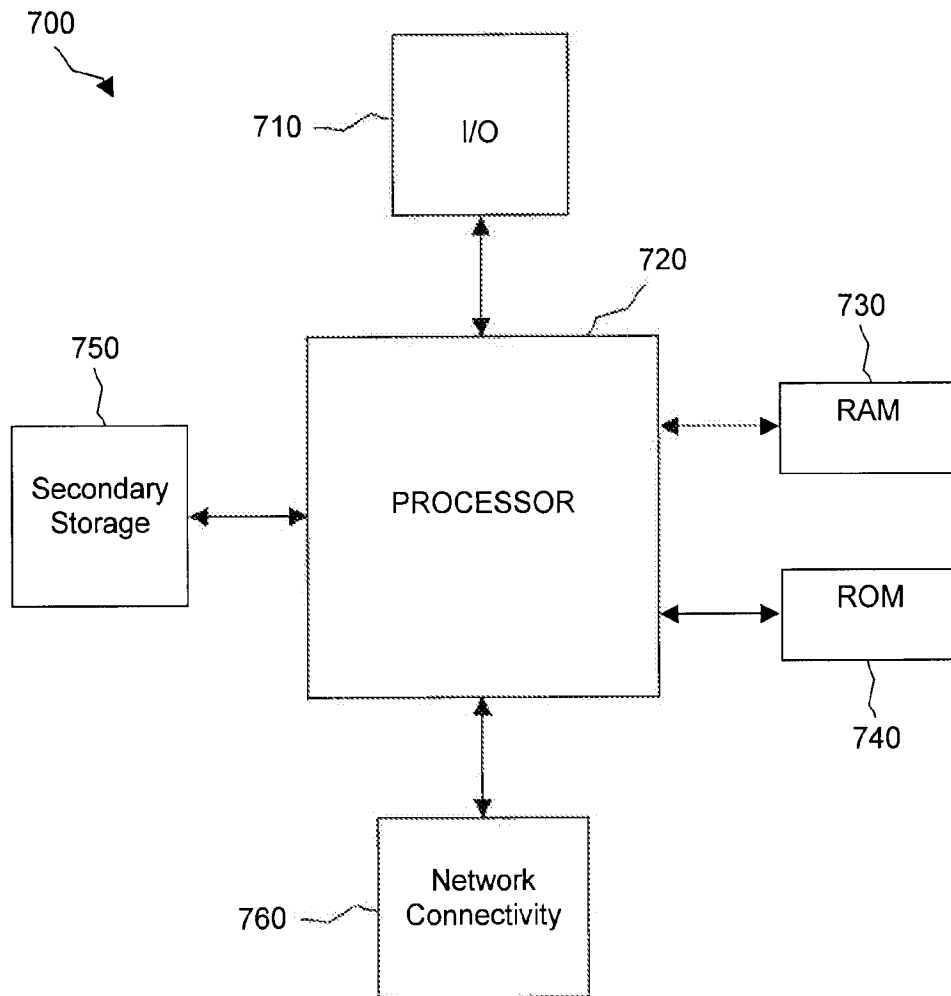 700
710
I/O
720
730
750
RAM
Secondary
Storage
PROCESSOR
ROM
740
Network
Connectivity
760